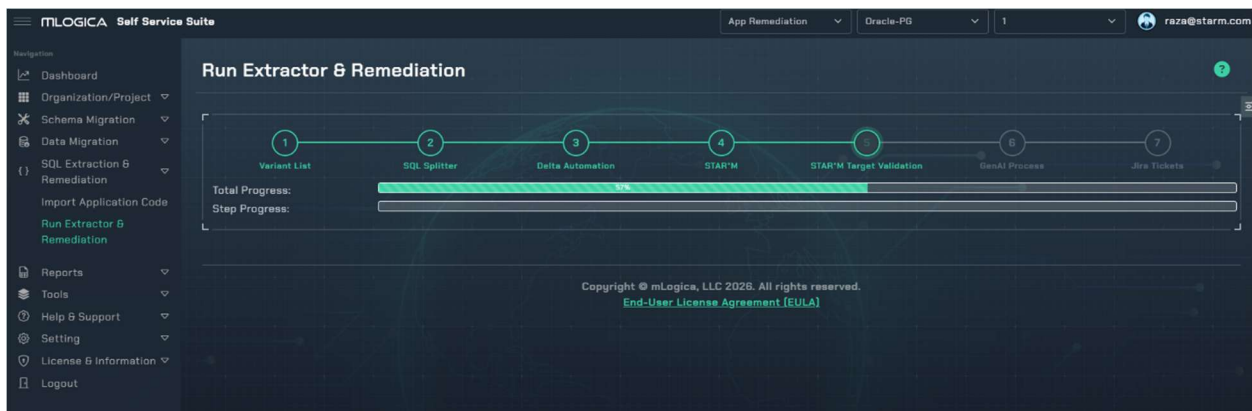 mLOGICA Self Service Suite
App Remediation
Oracle-PG
1
raza@starm.com
Navigation
Dashboard
Organization/Project
Schema Migration
Data Migration
SQL Extraction &
Remediation
Import Application Code
Run Extractor &
Remediation
Reports
Tools
Help & Support
Setting
License & Information
Logout
Run Extractor & Remediation
?
1
2
3
4
5
6
7
Variant List
SQL Splitter
Delta Automation
STAR*M
STAR*M Target Validation
GenAI Process
Jira Tickets
Total Progress:
57%
Step Progress:
Copyright © mLogica, LLC 2026. All rights reserved.
End-User License Agreement [EULA]